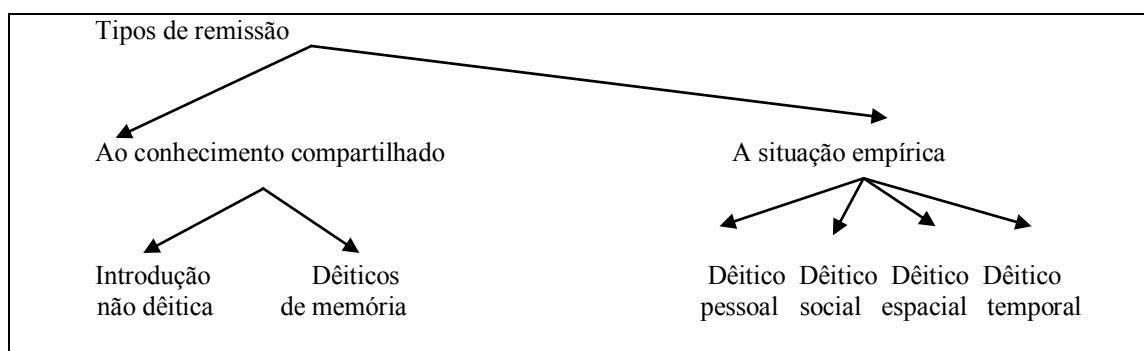 Tipos de remissão
Ao conhecimento compartilhado
A situação empírica
Introdução
não dêitica
Dêiticos
de memória
Dêitico
pessoal
Dêitico
social
Dêitico
espacial
Dêitico
temporal